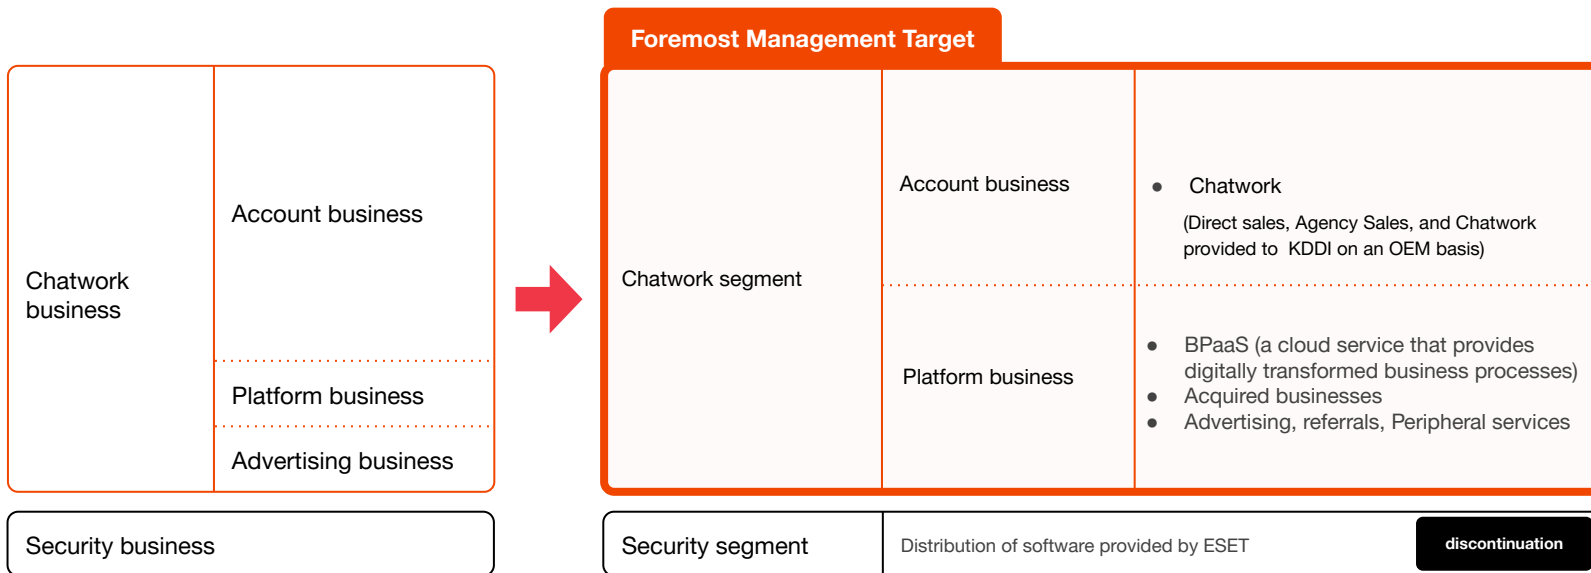 Foremost Management Target
Chatwork
business
Account business
Platform business
Advertising business
Security business
Chatwork segment
Account business
● Chatwork
(Direct sales, Agency Sales, and Chatwork
provided to KDDI on an OEM basis)
Platform business
● BPaaS (a cloud service that provides
digitally transformed business processes)
● Acquired businesses
● Advertising, referrals, Peripheral services
Security segment
Distribution of software provided by ESET
discontinuation